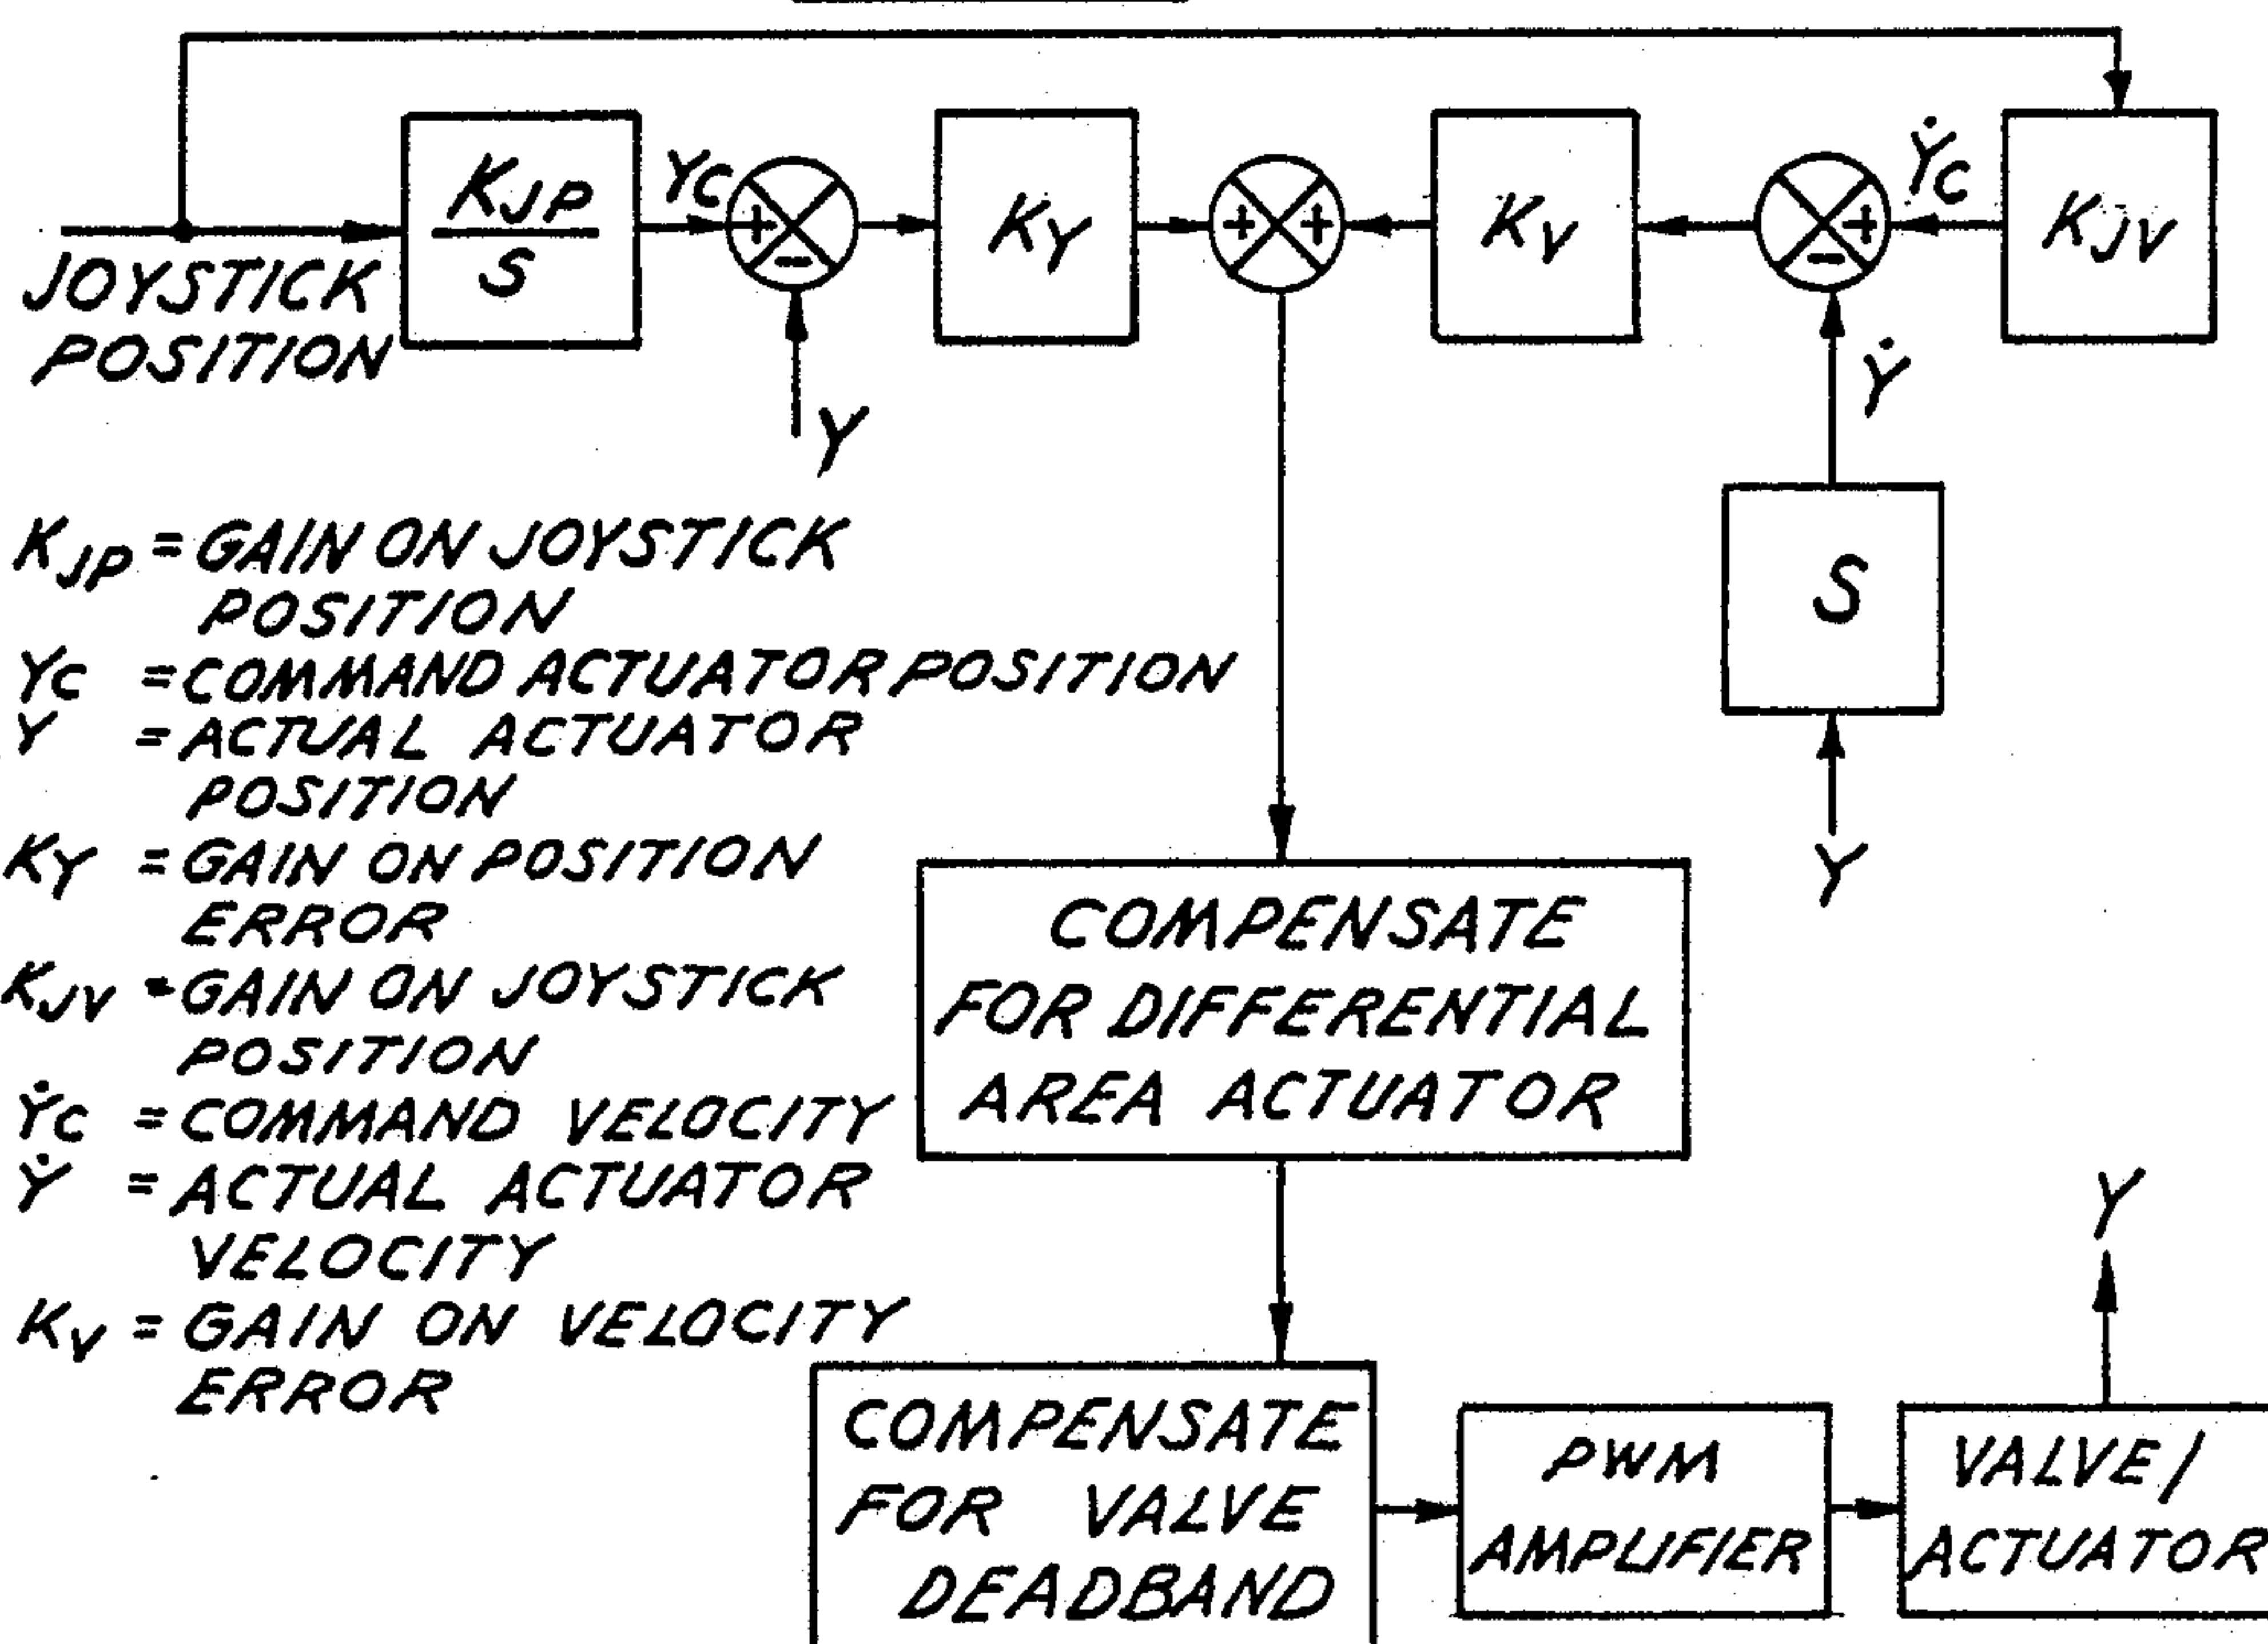 JOYSTICK
POSITION
KJP
S
YC
+
-
Y
KY
+ +
KV
+
-
ẎC
KJV
Ẏ
S
Y
KJP = GAIN ON JOYSTICK
POSITION
YC = COMMAND ACTUATOR POSITION
Y = ACTUAL ACTUATOR
POSITION
KY = GAIN ON POSITION
ERROR
KJV = GAIN ON JOYSTICK
POSITION
ẎC = COMMAND VELOCITY
Ẏ = ACTUAL ACTUATOR
VELOCITY
KV = GAIN ON VELOCITY
ERROR
COMPENSATE
FOR DIFFERENTIAL
AREA ACTUATOR
COMPENSATE
FOR VALVE
DEADBAND
PWM
AMPLIFIER
VALVE/
ACTUATOR
Y